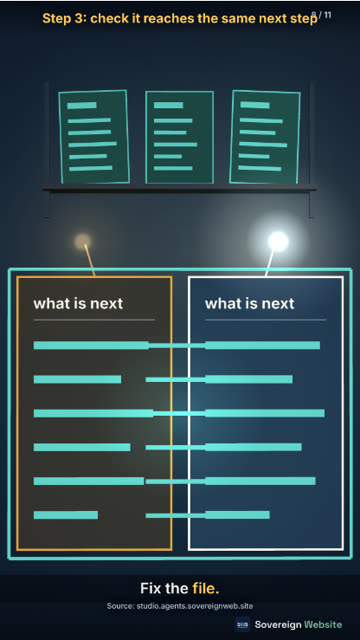 Step 3: check it reaches the same next step
/ 11
what is next
what is next
Fix the file.
Source: studio.agents.sovereignweb.site
Sovereign Website